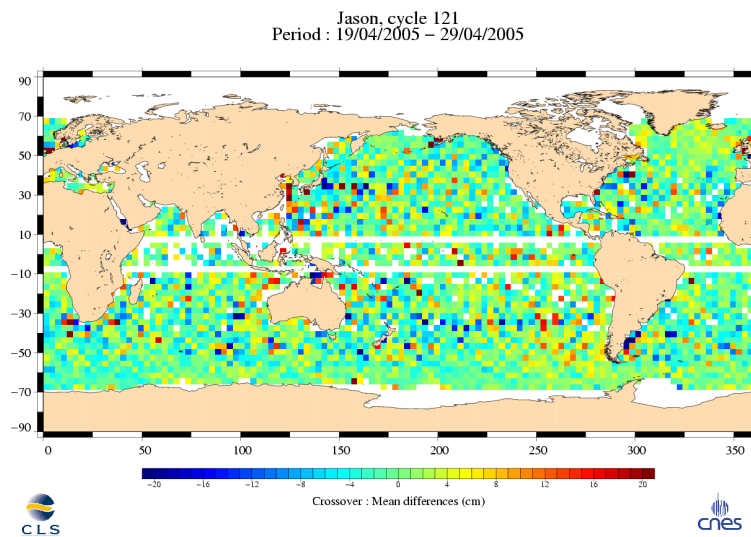 Jason, cycle 121
Period : 19/04/2005 − 29/04/2005
90
70
50
30
10
−10
−30
−50
−70
−90
0 50 100 150 200 250 300 350
−20 −16 −12 −8 −4 0 4 8 12 16 20
Crossover : Mean differences (cm)
CLS
cnes